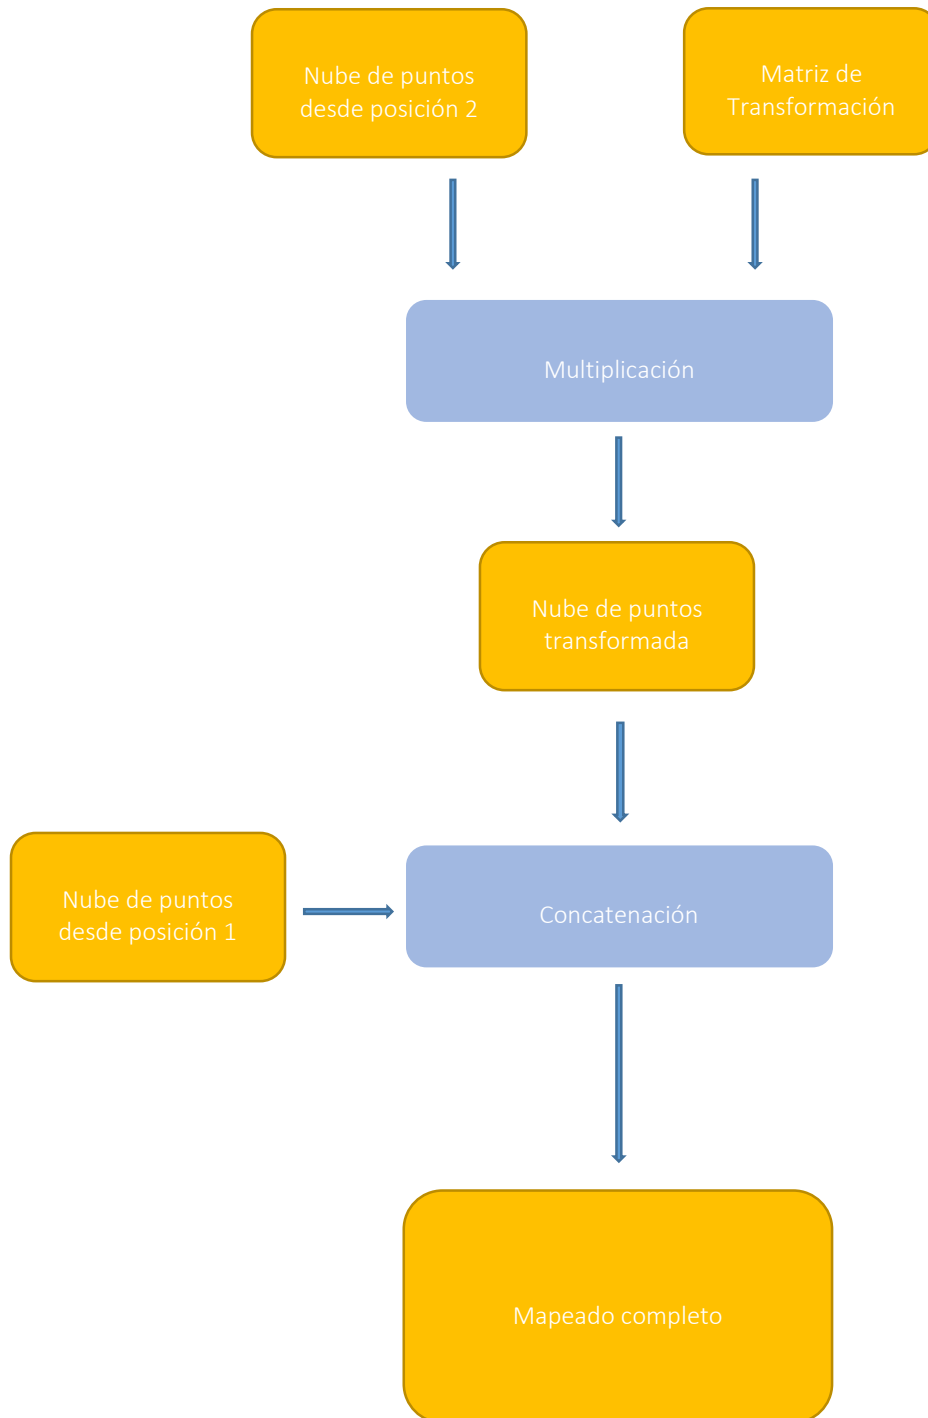 Nube de puntos
desde posición 2
Matriz de
Transformación
Multiplicación
Nube de puntos
transformada
Nube de puntos
desde posición 1
Concatenación
Mapeado completo